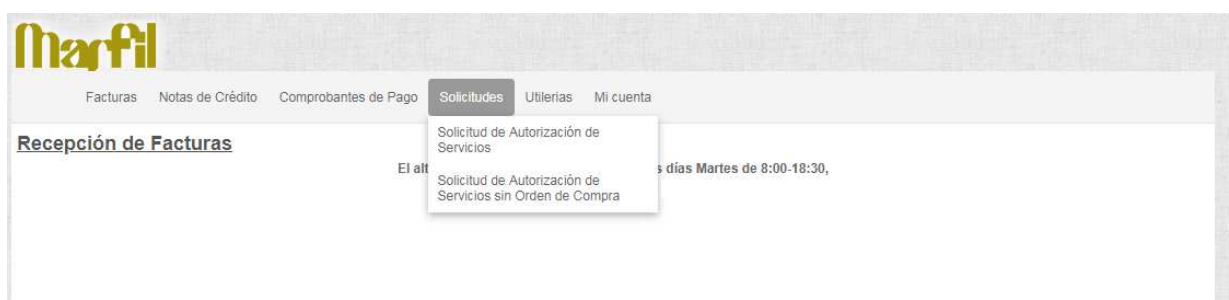 Marfil
Facturas Notas de Crédito Comprobantes de Pago Solicitudes Utilerias Mi cuenta
Recepción de Facturas
Solicitud de Autorización de
Servicios
El días Martes de 8:00-18:30,
Solicitud de Autorización de
Servicios sin Orden de Compra